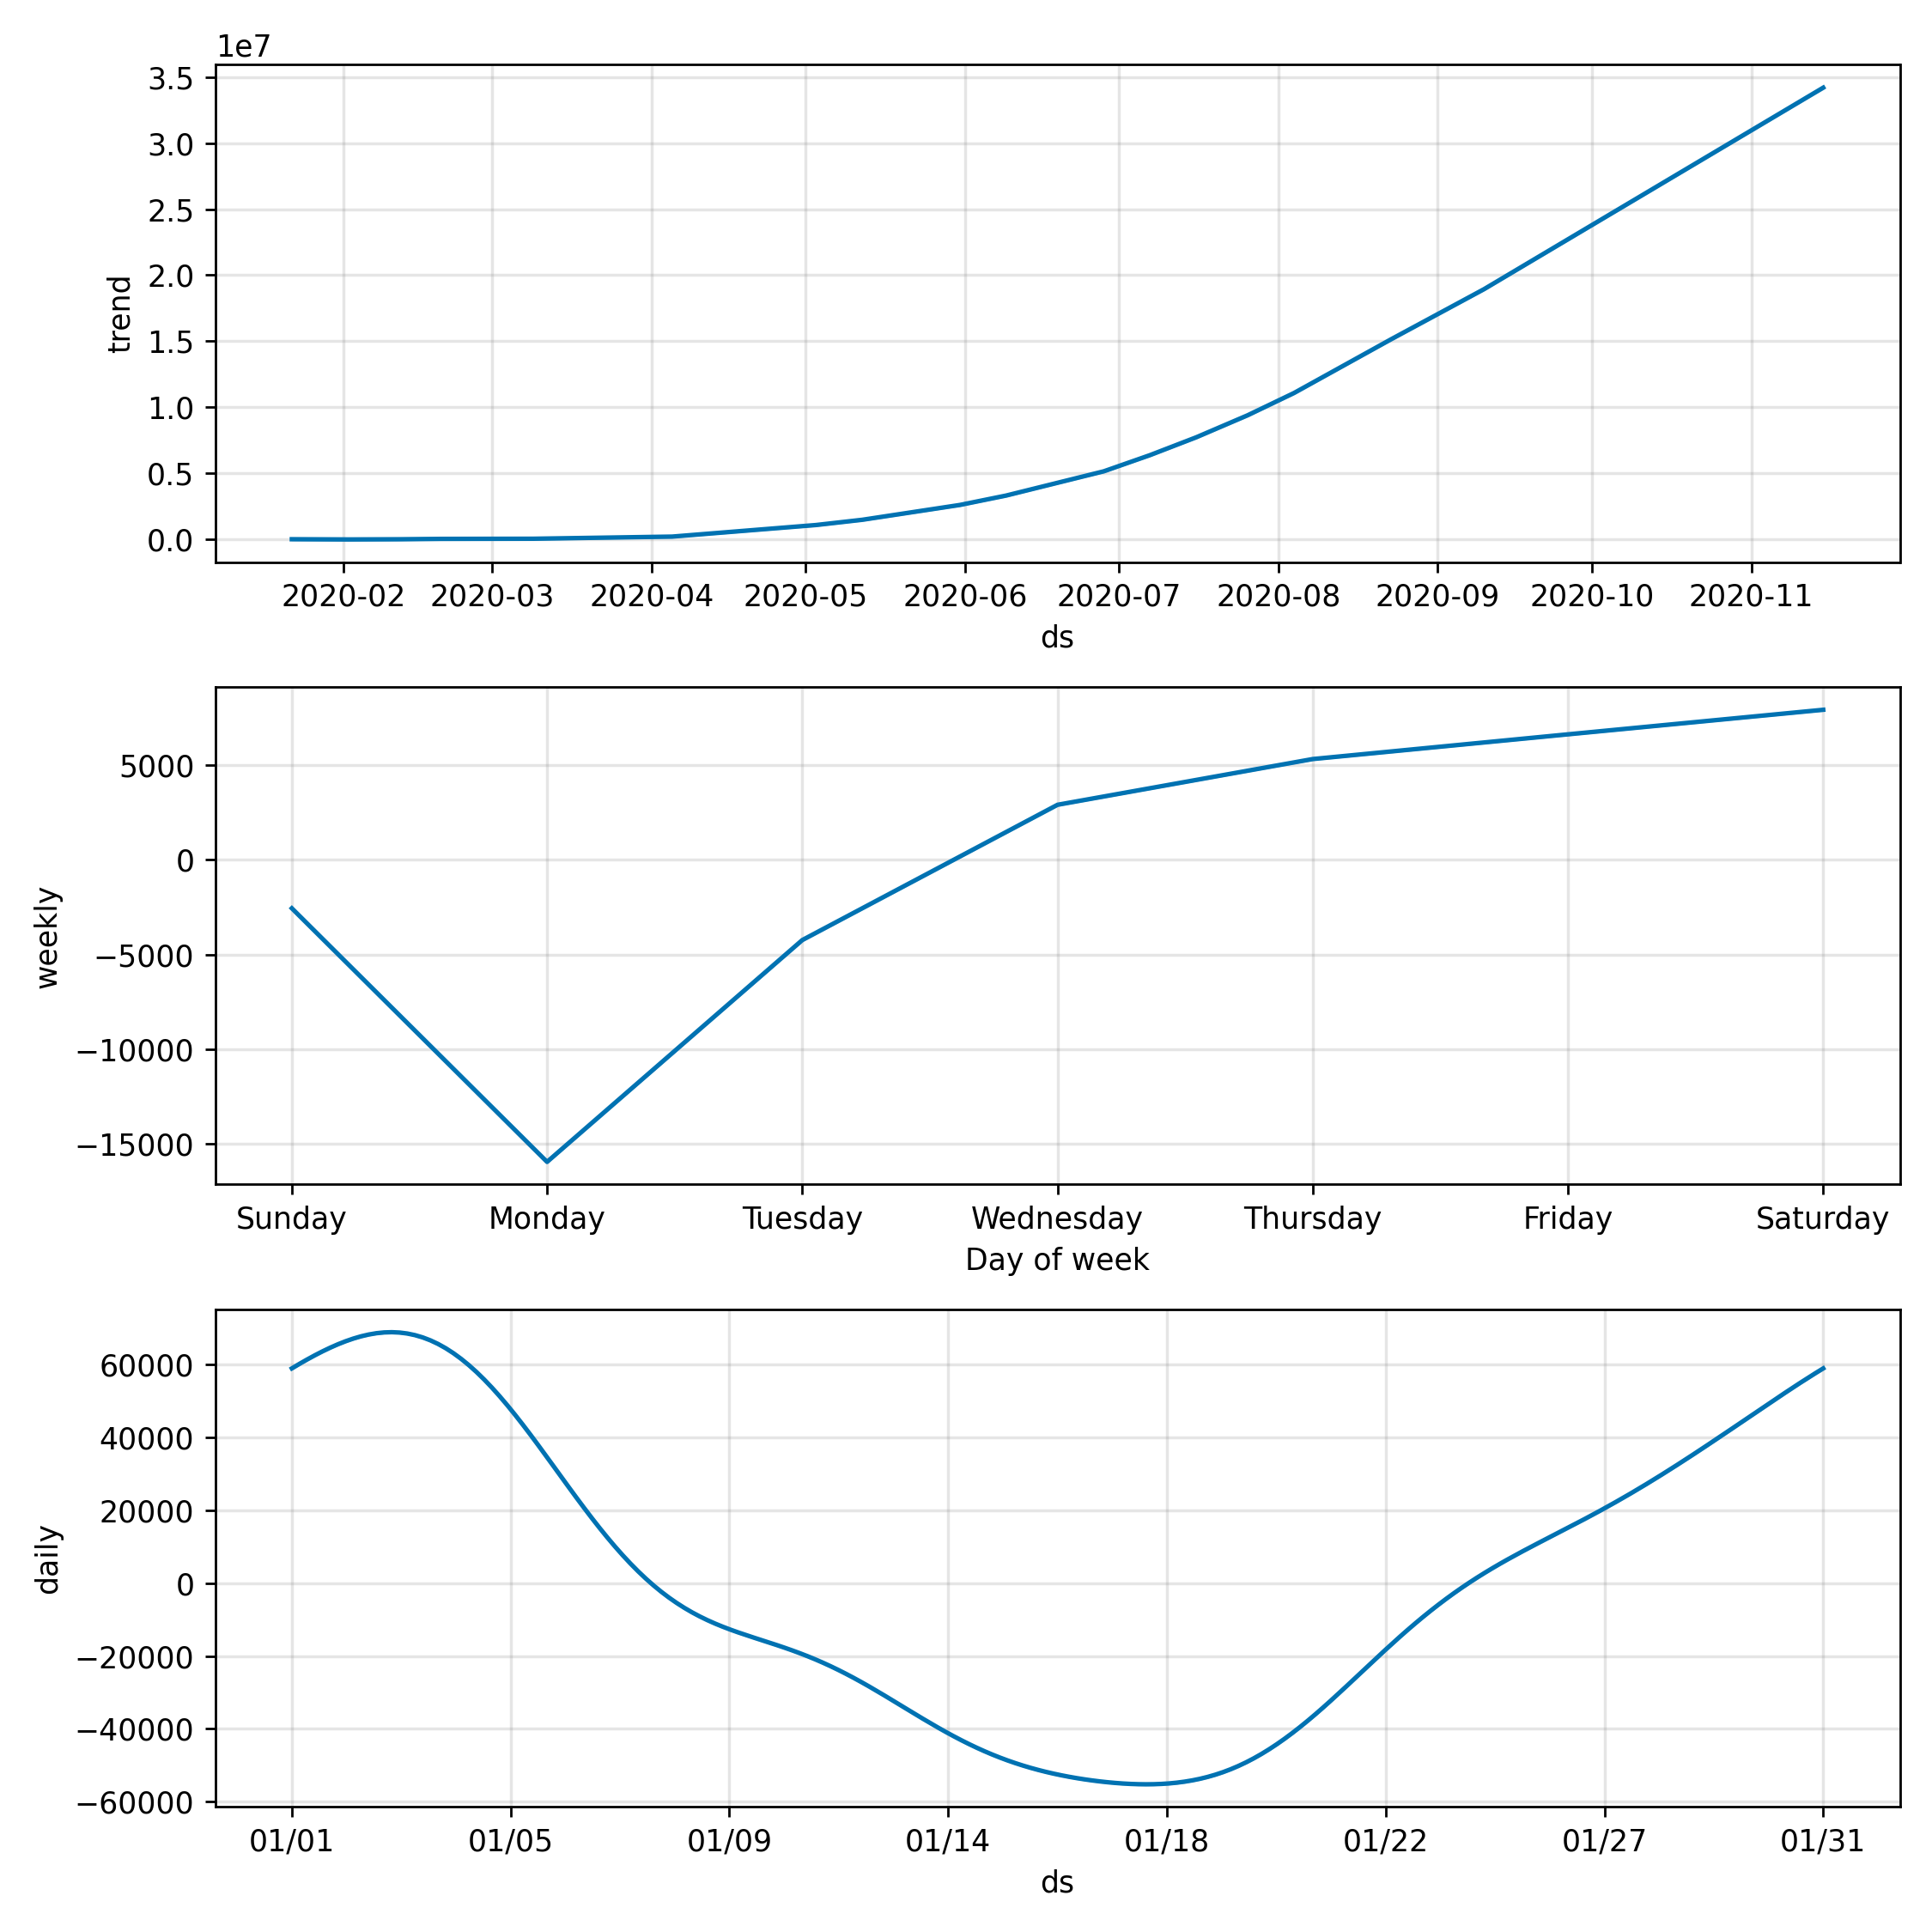 1e7
3.5
3.0
2.5
2.0
1.5
1.0
0.5
0.0
trend
2020-02 2020-03 2020-04 2020-05 2020-06 2020-07 2020-08 2020-09 2020-10 2020-11
ds
5000
0
−5000
−10000
−15000
weekly
Sunday Monday Tuesday Wednesday Thursday Friday Saturday
Day of week
60000
40000
20000
0
−20000
−40000
−60000
daily
01/01 01/05 01/09 01/14 01/18 01/22 01/27 01/31
ds